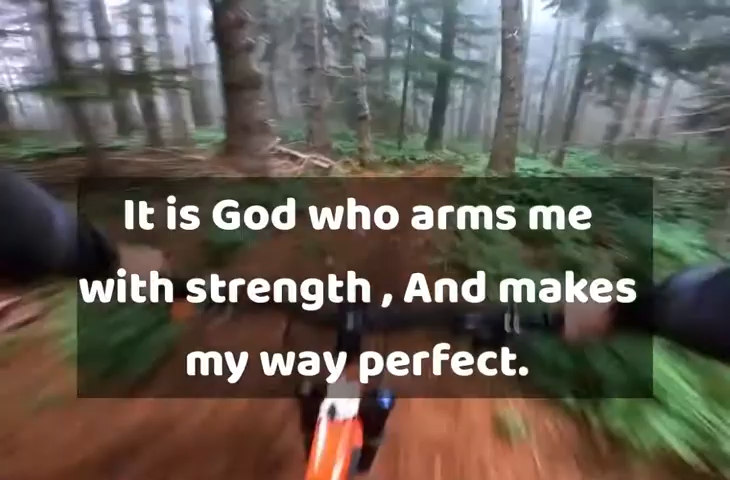 It is God who arms me
with strength , And makes
my way perfect.